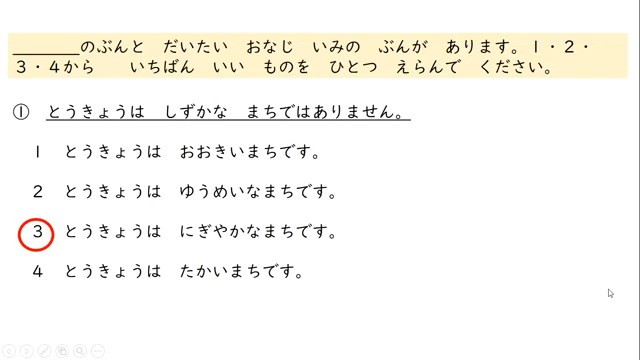 ＿＿＿＿のぶんと だいたい おなじ いみの ぶんが あります。１・２・
３・４から いちばん いい ものを ひとつ えらんで ください。
① とうきょうは しずかな まちではありません。
１ とうきょうは おおきいまちです。
２ とうきょうは ゆうめいなまちです。
３ とうきょうは にぎやかなまちです。
４ とうきょうは たかいまちです。